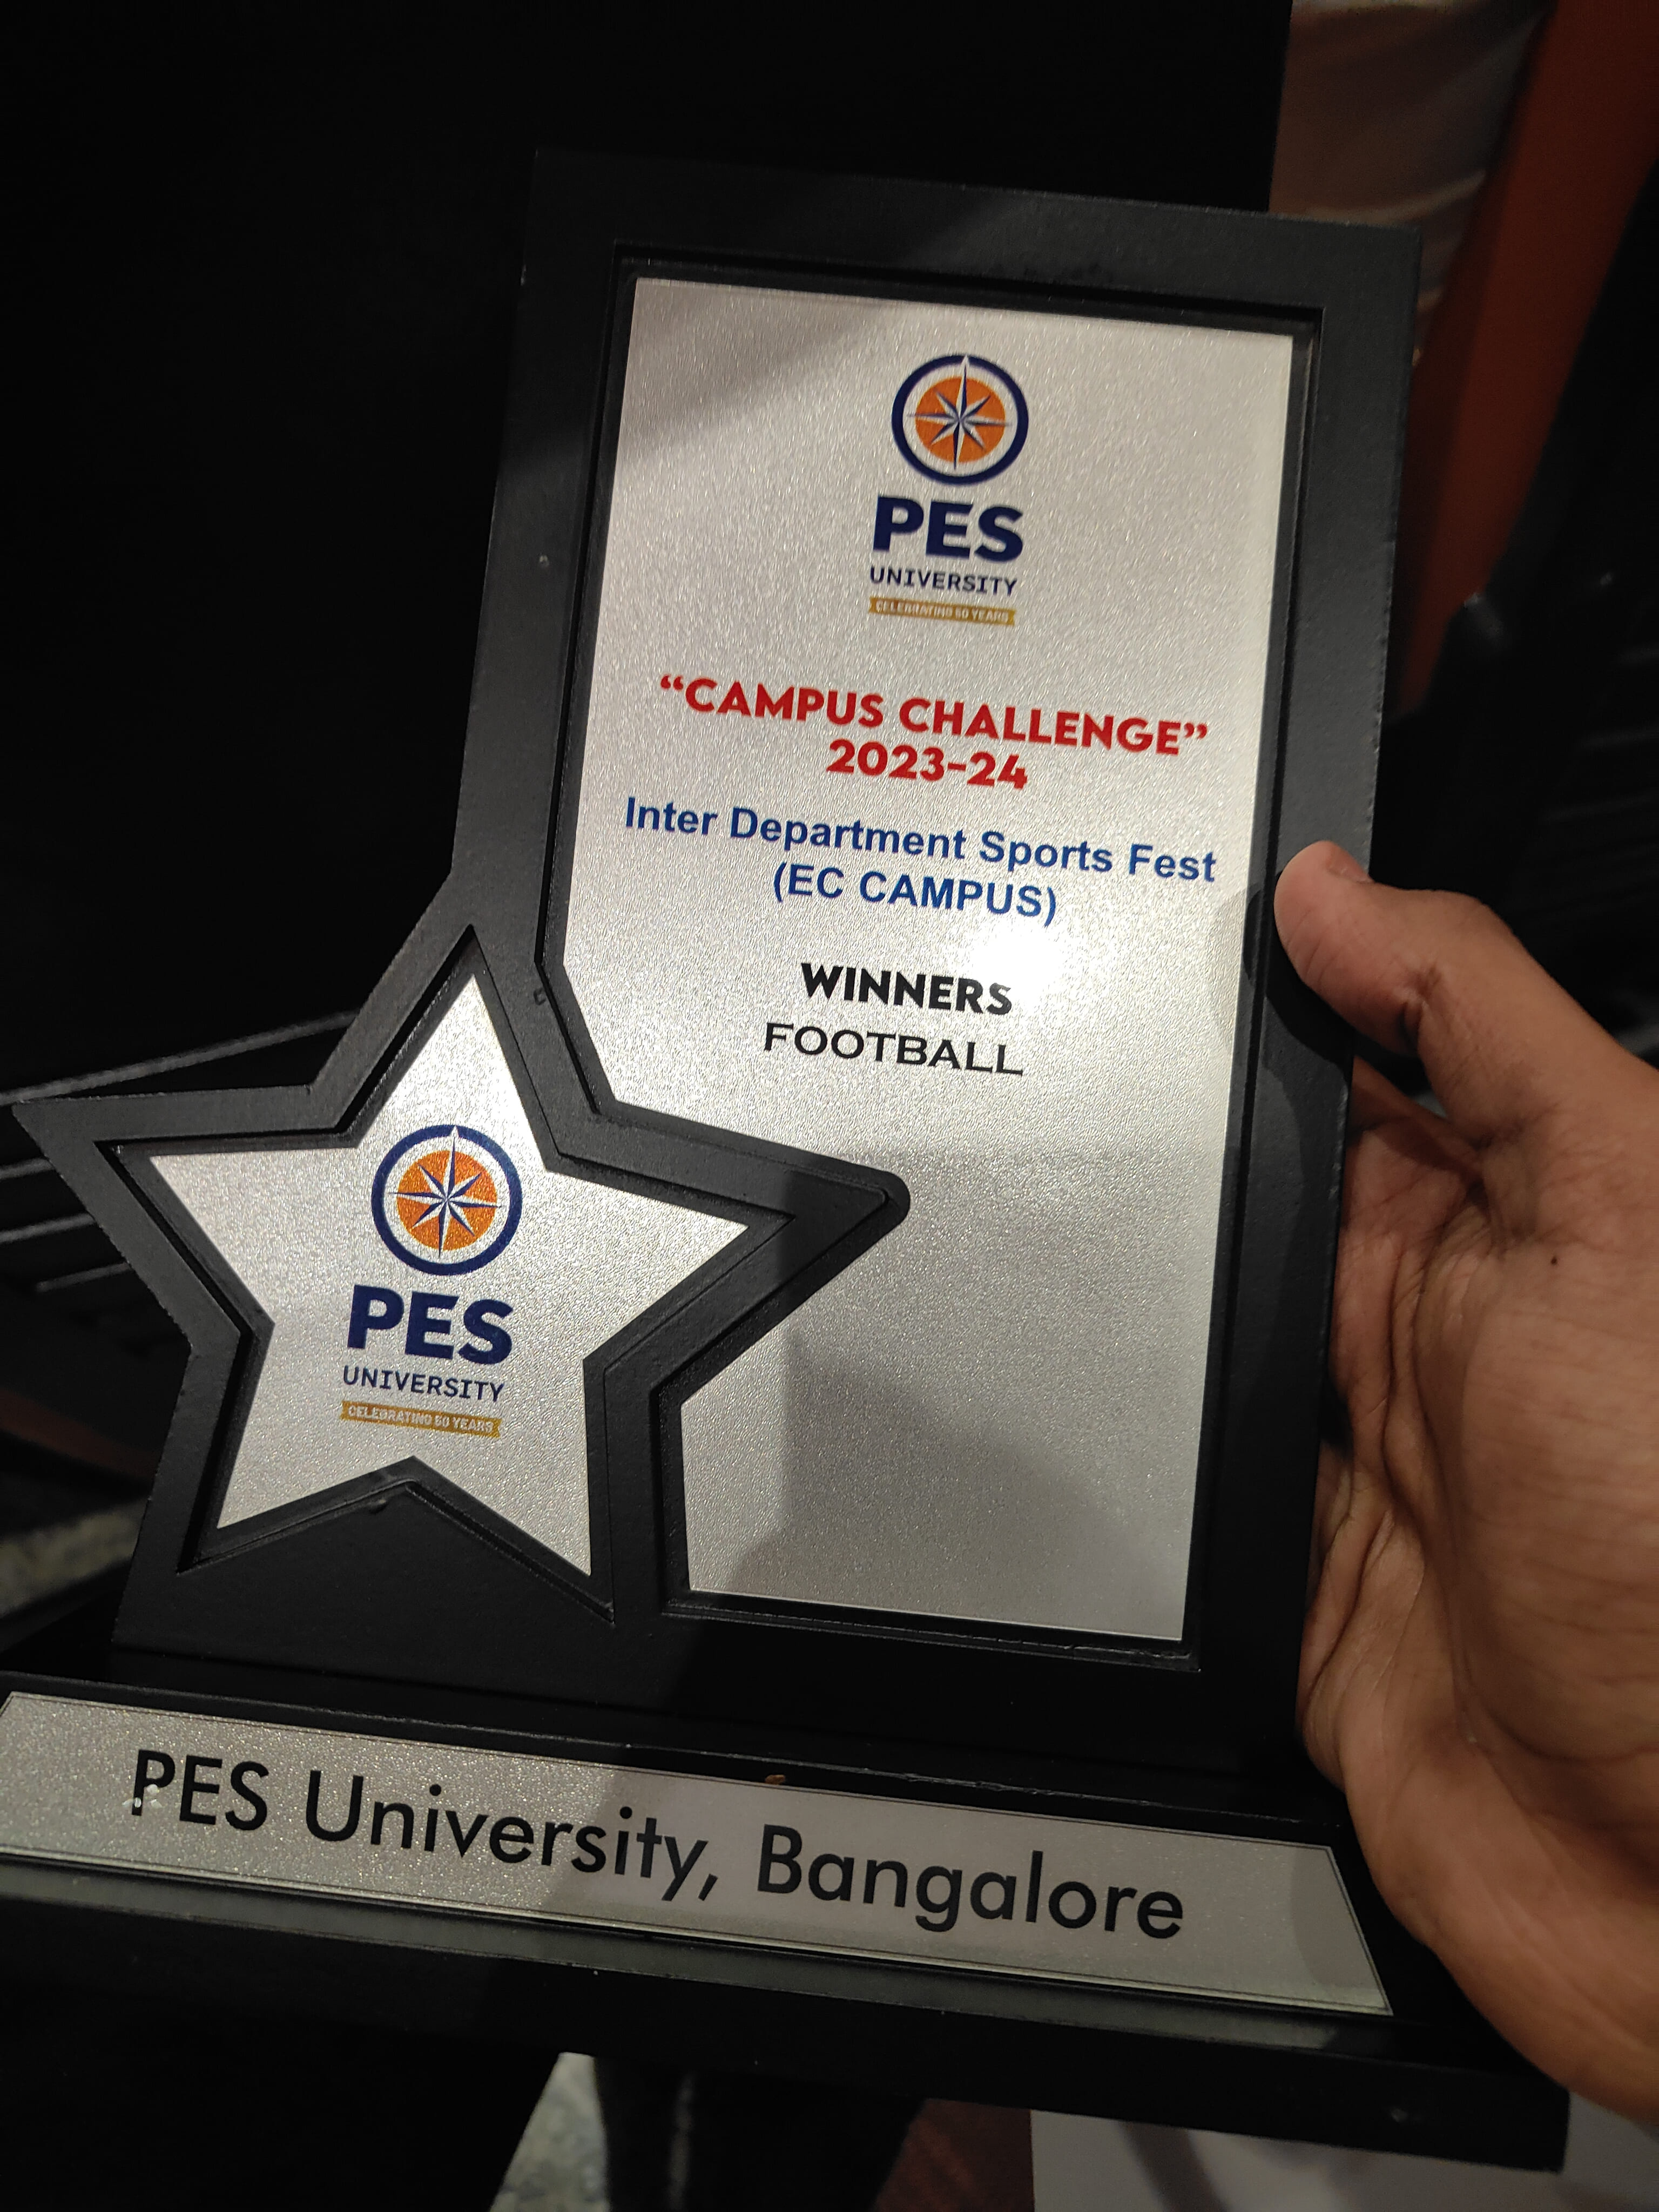 PES
UNIVERSITY
CELEBRATING 50 YEARS
“CAMPUS CHALLENGE”
2023-24
Inter Department Sports Fest
(EC CAMPUS)
WINNERS
FOOTBALL
PES
UNIVERSITY
CELEBRATING 50 YEARS
PES University, Bangalore